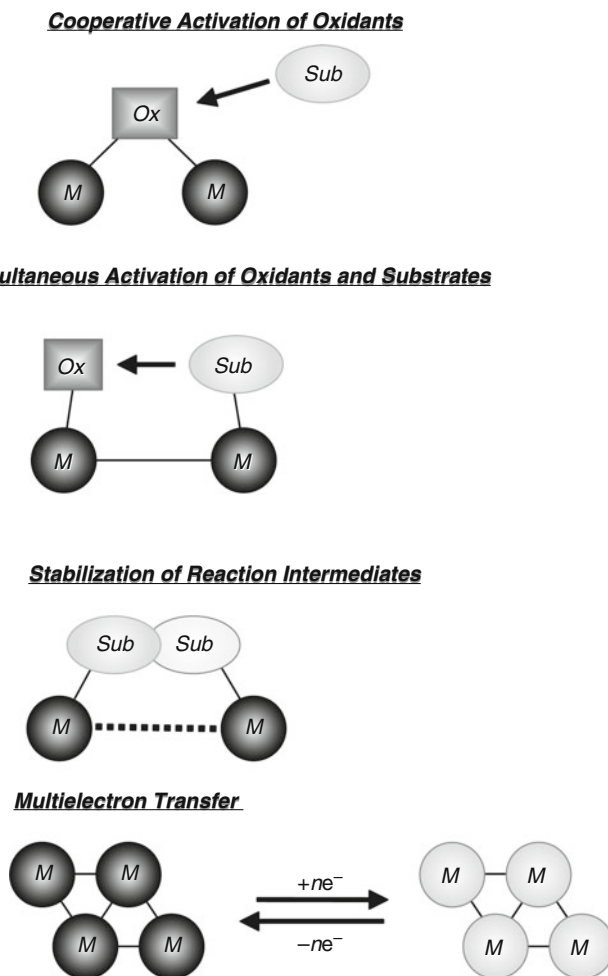 Cooperative Activation of Oxidants
Sub
Ox
M M
ultaneous Activation of Oxidants and Substrates
Ox Sub
M M
Stabilization of Reaction Intermediates
Sub Sub
M M
Multielectron Transfer
M M +ne⁻ M M
M M −ne⁻ M M